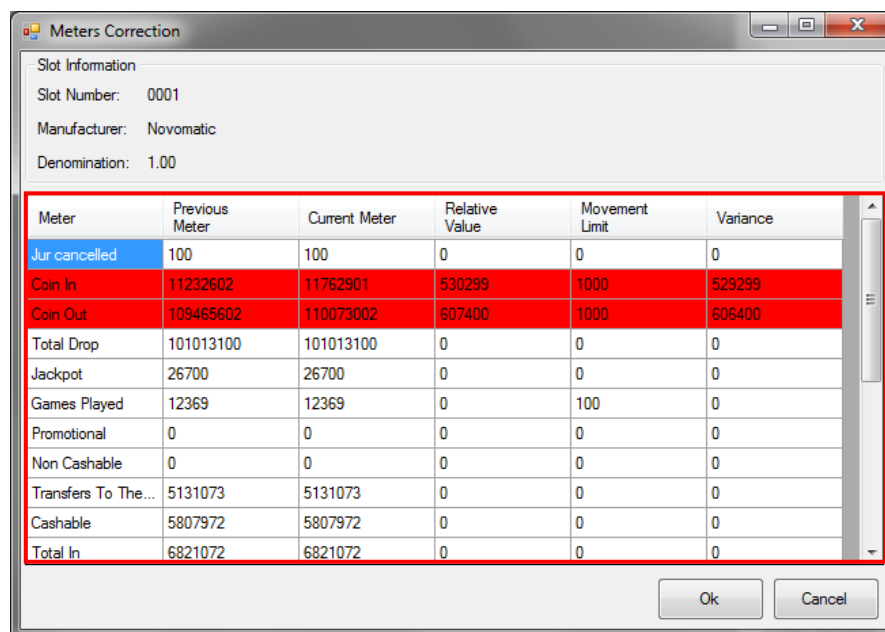 Meters Correction
Slot Information
Slot Number: 0001
Manufacturer: Novomatic
Denomination: 1.00
Meter Previous Meter Current Meter Relative Value Movement Limit Variance
Jur cancelled 100 100 0 0 0
Coin In 11232602 11762901 530299 1000 529299
Coin Out 109465602 110073002 607400 1000 606400
Total Drop 101013100 101013100 0 0 0
Jackpot 26700 26700 0 0 0
Games Played 12369 12369 0 100 0
Promotional 0 0 0 0 0
Non Cashable 0 0 0 0 0
Transfers To The... 5131073 5131073 0 0 0
Cashable 5807972 5807972 0 0 0
Total In 6821072 6821072 0 0 0
Ok Cancel